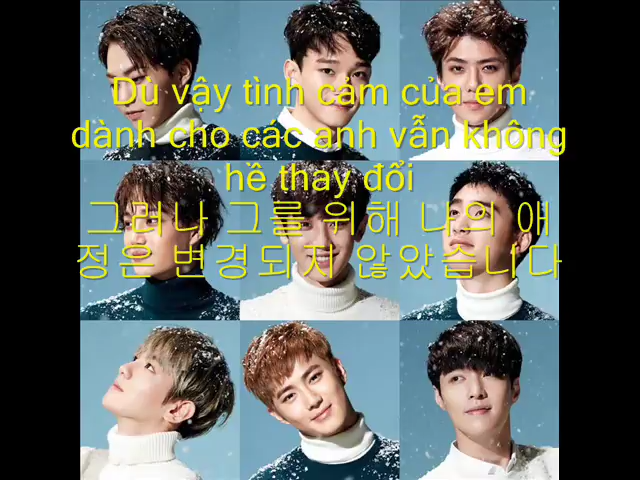 Dù vậy tình cảm của em
dành cho các anh vẫn không
hề thay đổi
그러나 그를 위해 나의 애
정은 변경되지 않았습니다